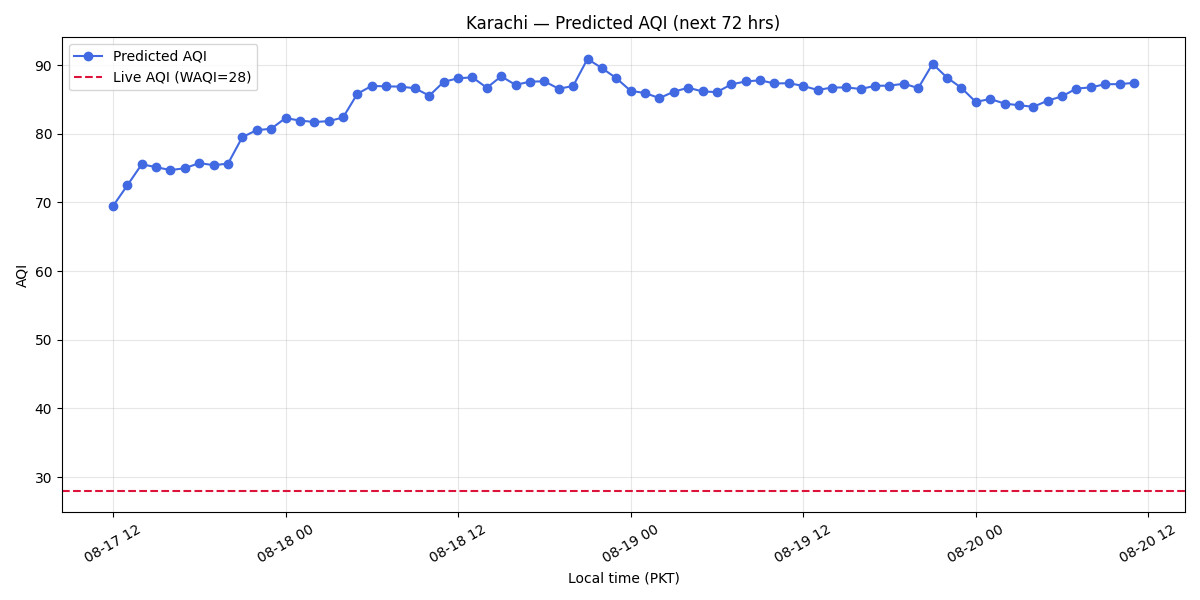 Karachi — Predicted AQI (next 72 hrs)
Predicted AQI
Live AQI (WAQI=28)
AQI
90
80
70
60
50
40
30
08-17 12
08-18 00
08-18 12
08-19 00
08-19 12
08-20 00
08-20 12
Local time (PKT)